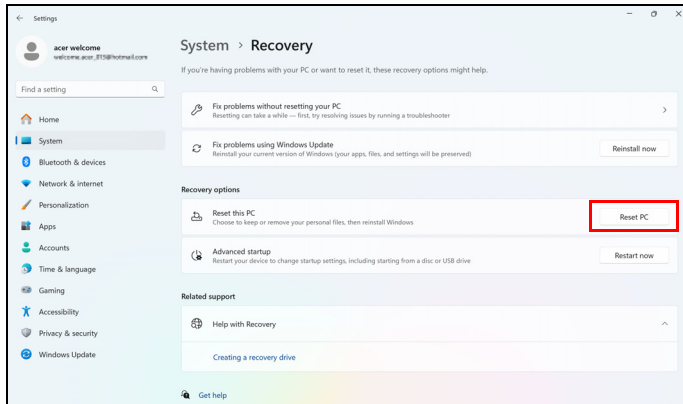 Settings
acer welcome
System > Recovery
If you're having problems with your PC or want to reset it, these recovery options might help.
Find a setting
Home
System
Bluetooth & devices
Network & internet
Personalization
Apps
Accounts
Time & language
Gaming
Accessibility
Privacy & security
Windows Update
Fix problems without resetting your PC
Resetting can take a while — first, try resolving issues by running a troubleshooter
Fix problems using Windows Update
Reinstall your current version of Windows (your apps, files, and settings will be preserved)
Reinstall now
Recovery options
Reset this PC
Choose to keep or remove your personal files, then reinstall Windows
Reset PC
Advanced startup
Restart your device to change startup settings, including starting from a disc or USB drive
Restart now
Related support
Help with Recovery
Creating a recovery drive
Get help